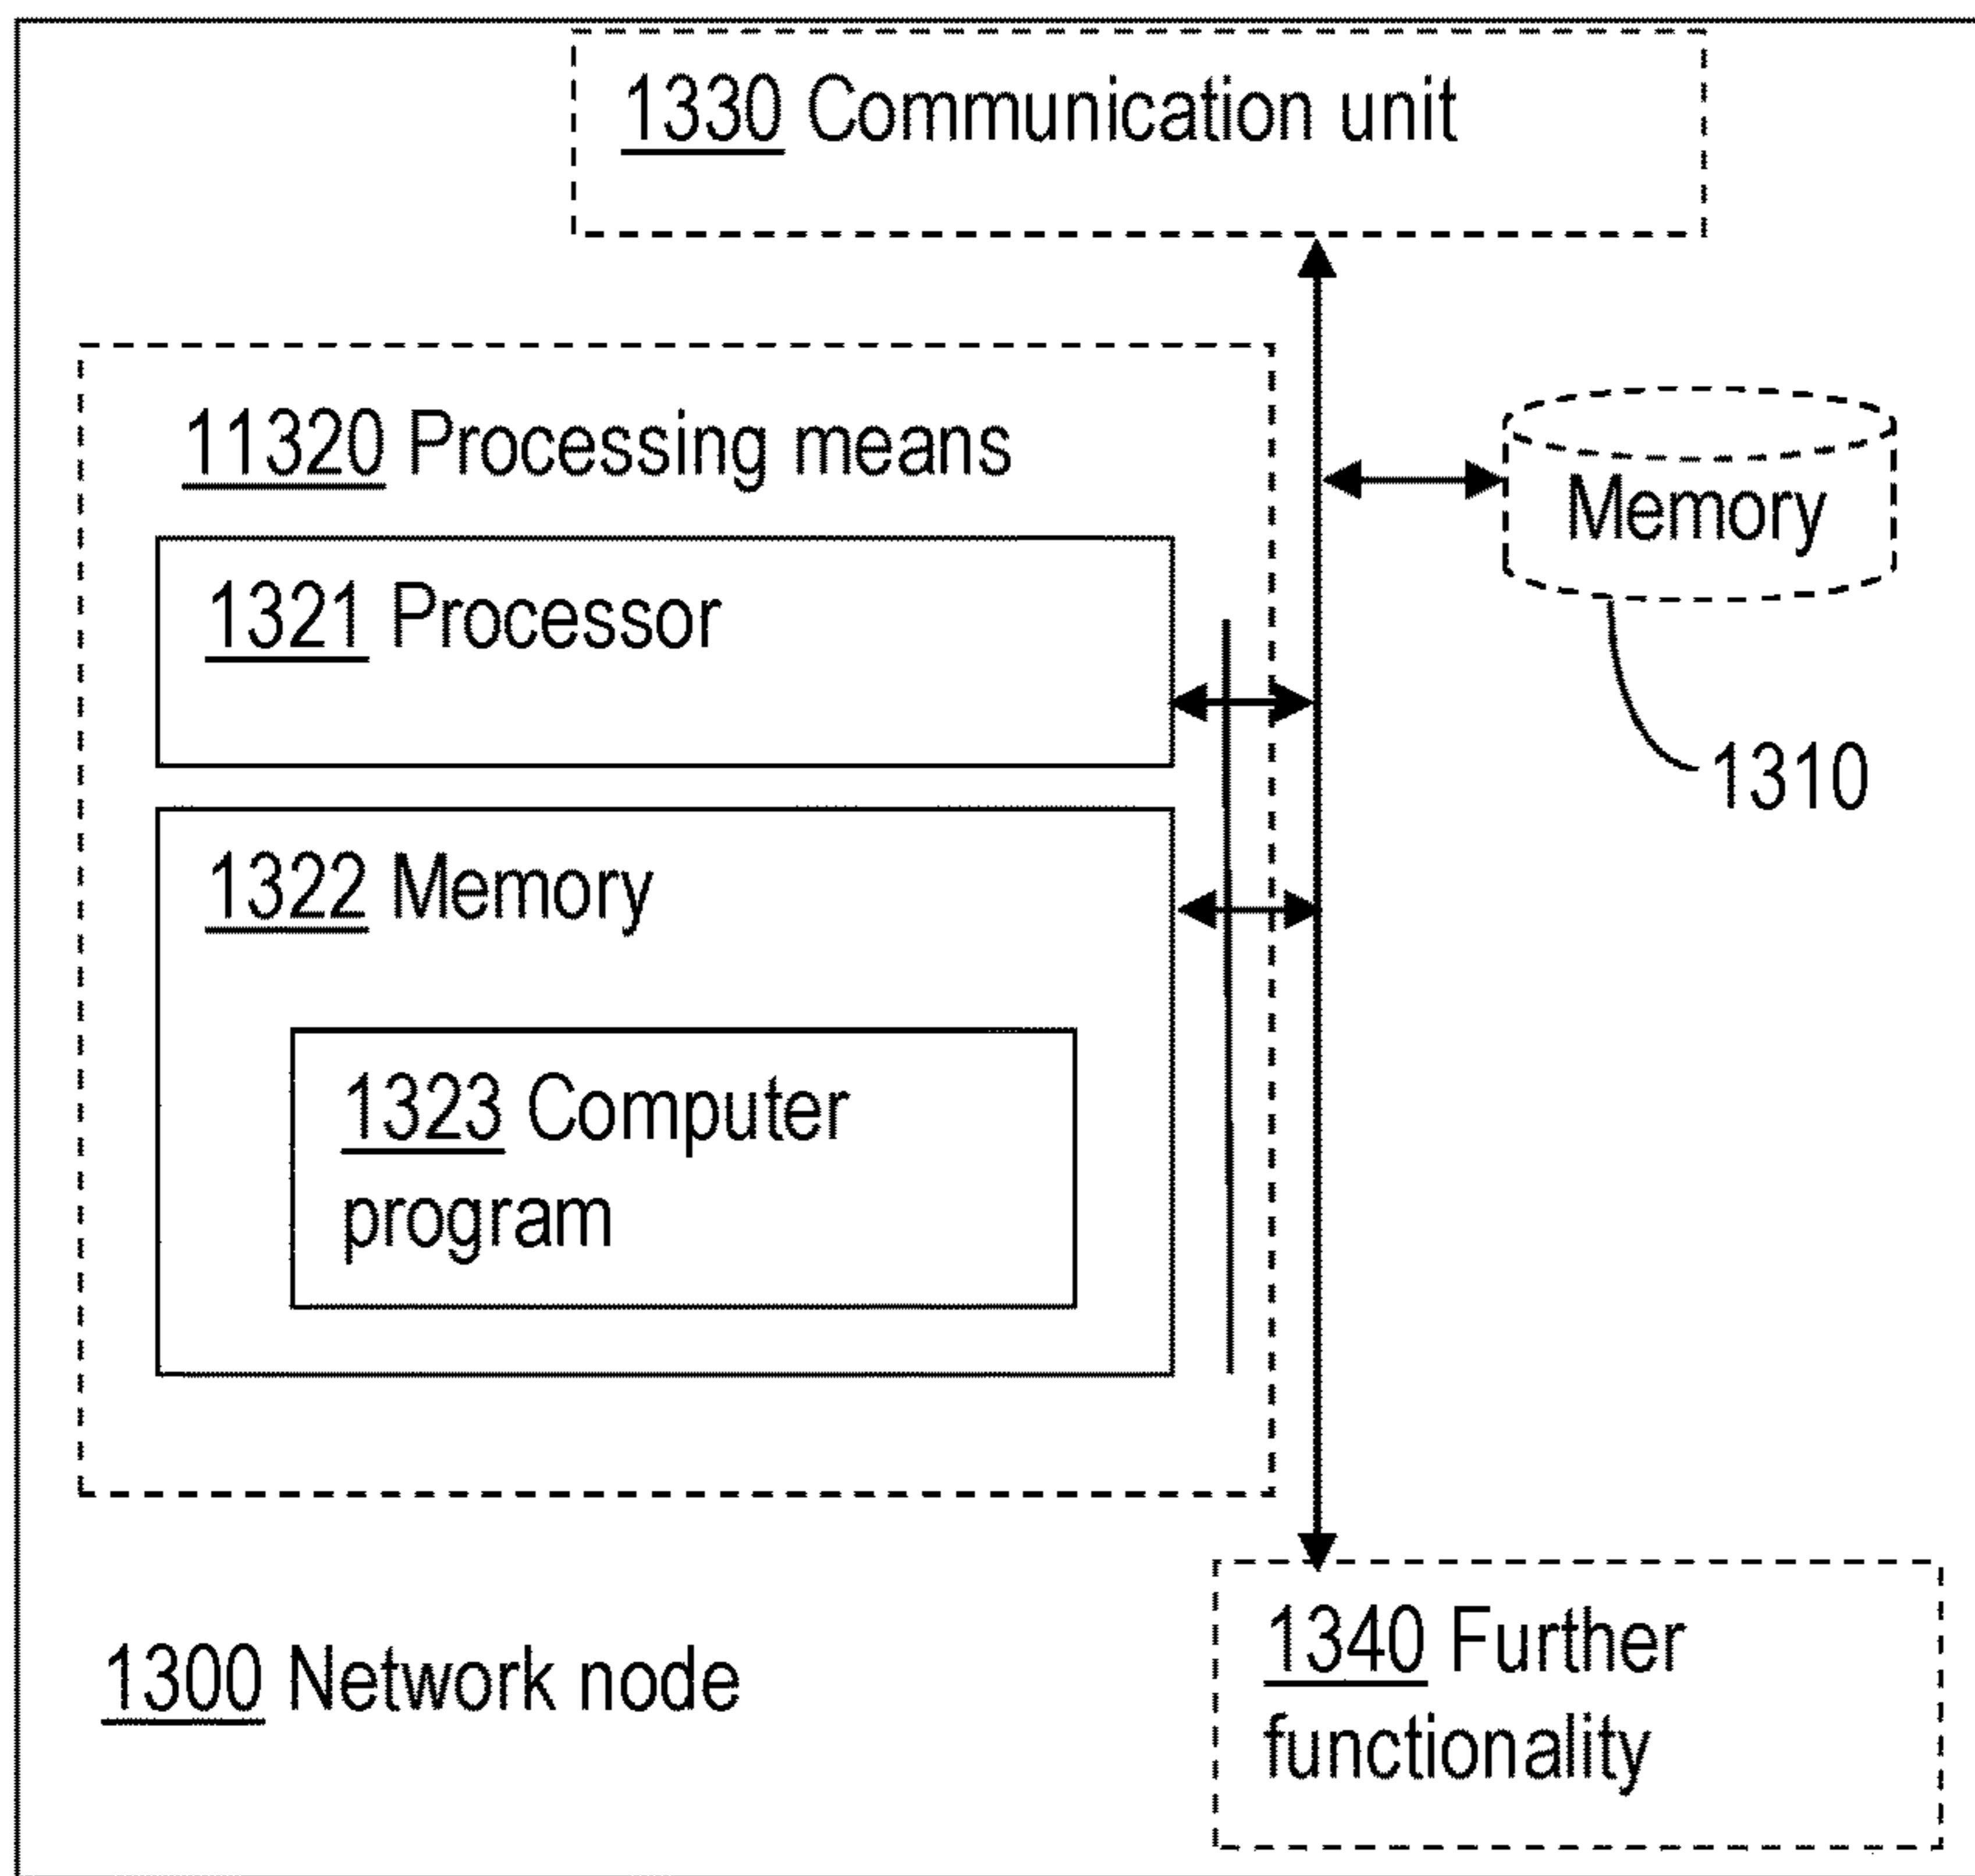 1330 Communication unit
11320 Processing means
Memory
1321 Processor
1310
1322 Memory
1323 Computer
program
1300 Network node
1340 Further
functionality